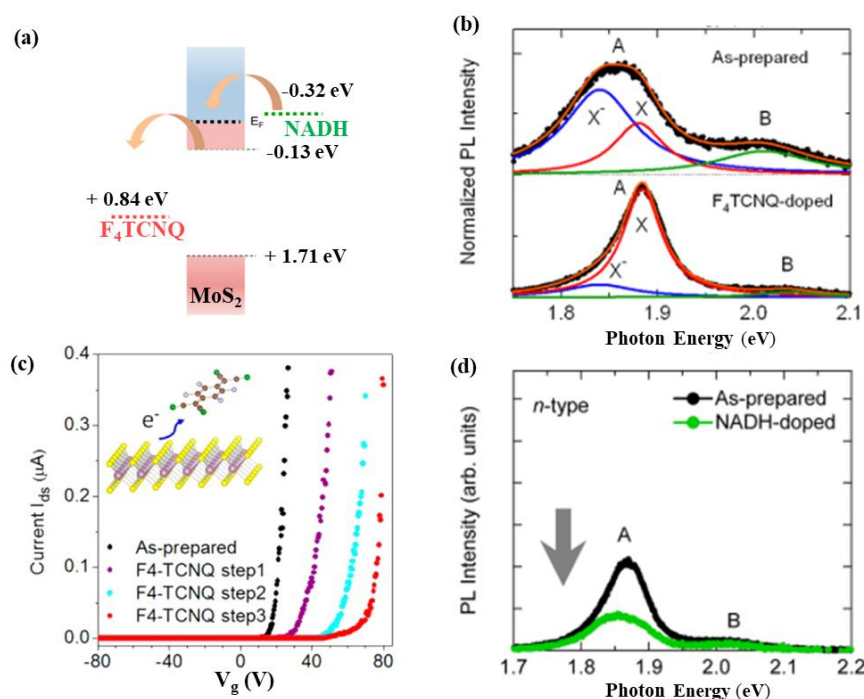 (a)
-0.32 eV
E_F
NADH
-0.13 eV
+ 0.84 eV
F₄TCNQ
+ 1.71 eV
MoS₂
(b)
Normalized PL Intensity
A
As-prepared
X⁻
X
B
A
F₄TCNQ-doped
X
X⁻
B
1.8
1.9
2.0
2.1
Photon Energy (eV)
(c)
Current I_ds (µA)
0.4
0.3
0.2
0.1
0.0
e⁻
As-prepared
F4-TCNQ step1
F4-TCNQ step2
F4-TCNQ step3
-80
-40
0
40
80
V_g (V)
(d)
PL Intensity (arb. units)
n-type
As-prepared
NADH-doped
A
B
1.7
1.8
1.9
2.0
2.1
2.2
Photon Energy (eV)